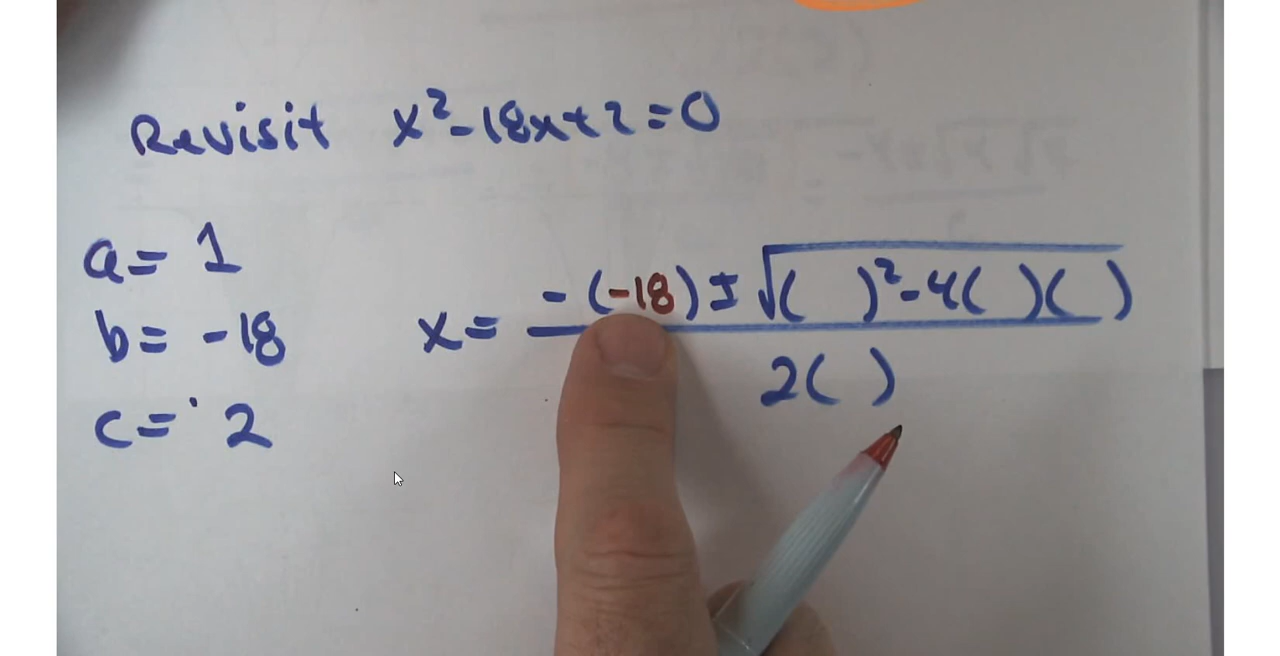 Revisit x²-18x+2=0
a= 1
b= -18
c= 2
x= -(-18)±√( )²-4( )( )
2( )